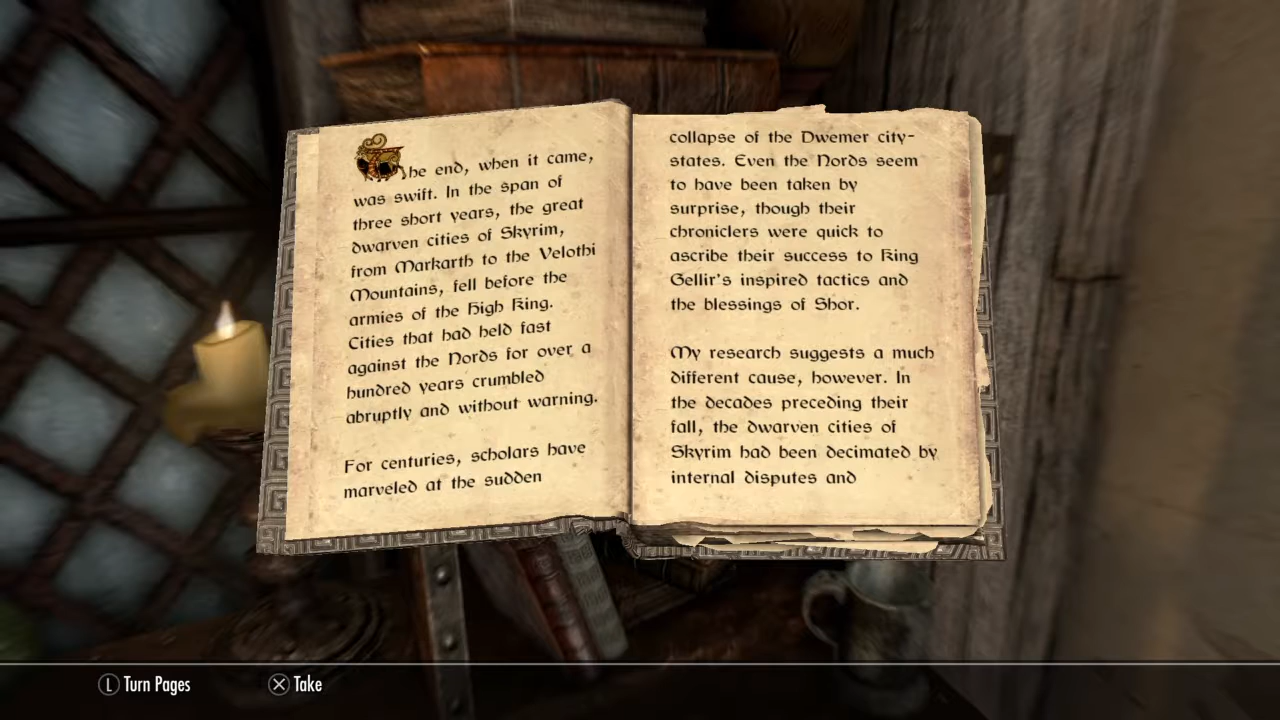 The end, when it came,
was swift. In the span of
three short years, the great
dwarven cities of Skyrim,
from Markarth to the Velothi
Mountains, fell before the
armies of the High King.
Cities that had held fast
against the Nords for over a
hundred years crumbled
abruptly and without warning.
For centuries, scholars have
marveled at the sudden
collapse of the Dwemer city-
states. Even the Nords seem
to have been taken by
surprise, though their
chroniclers were quick to
ascribe their success to King
Gellir's inspired tactics and
the blessings of Shor.
My research suggests a much
different cause, however. In
the decades preceding their
fall, the dwarven cities of
Skyrim had been decimated by
internal disputes and
L Turn Pages
X Take